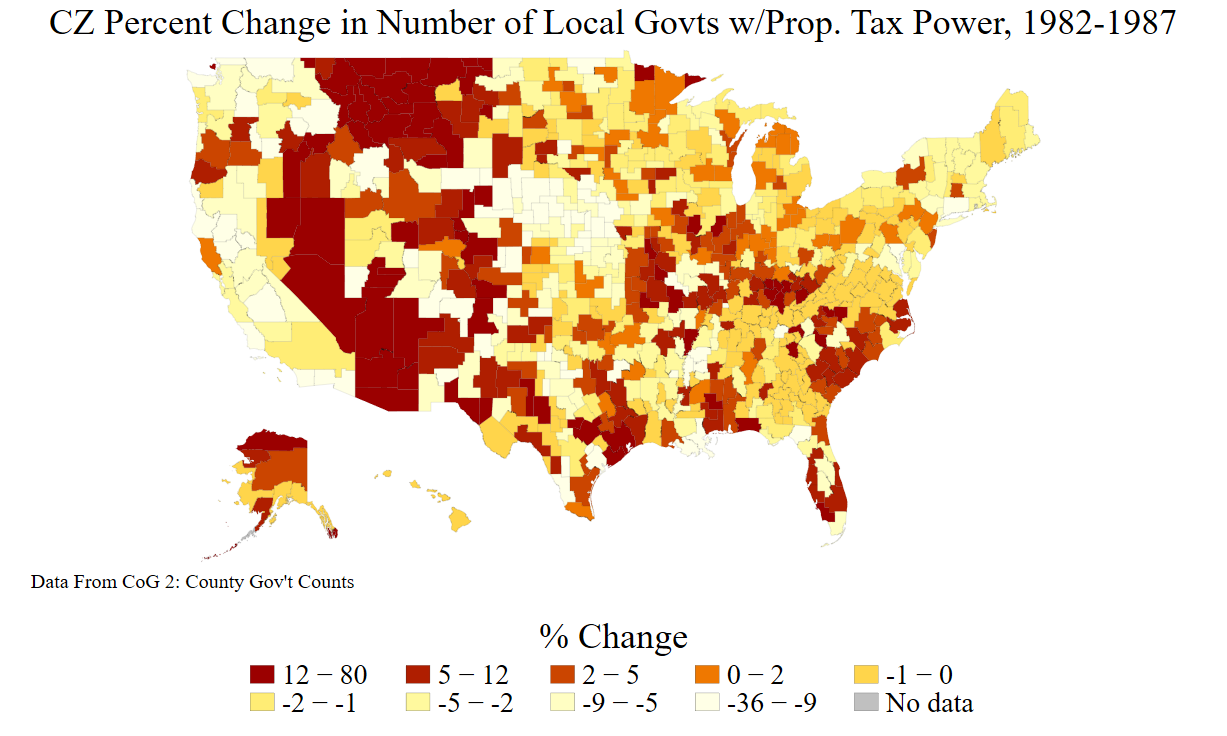 CZ Percent Change in Number of Local Govts w/Prop. Tax Power, 1982-1987
Data From CoG 2: County Gov't Counts
% Change
12 − 80 5 − 12 2 − 5 0 − 2 -1 − 0
-2 − -1 -5 − -2 -9 − -5 -36 − -9 No data